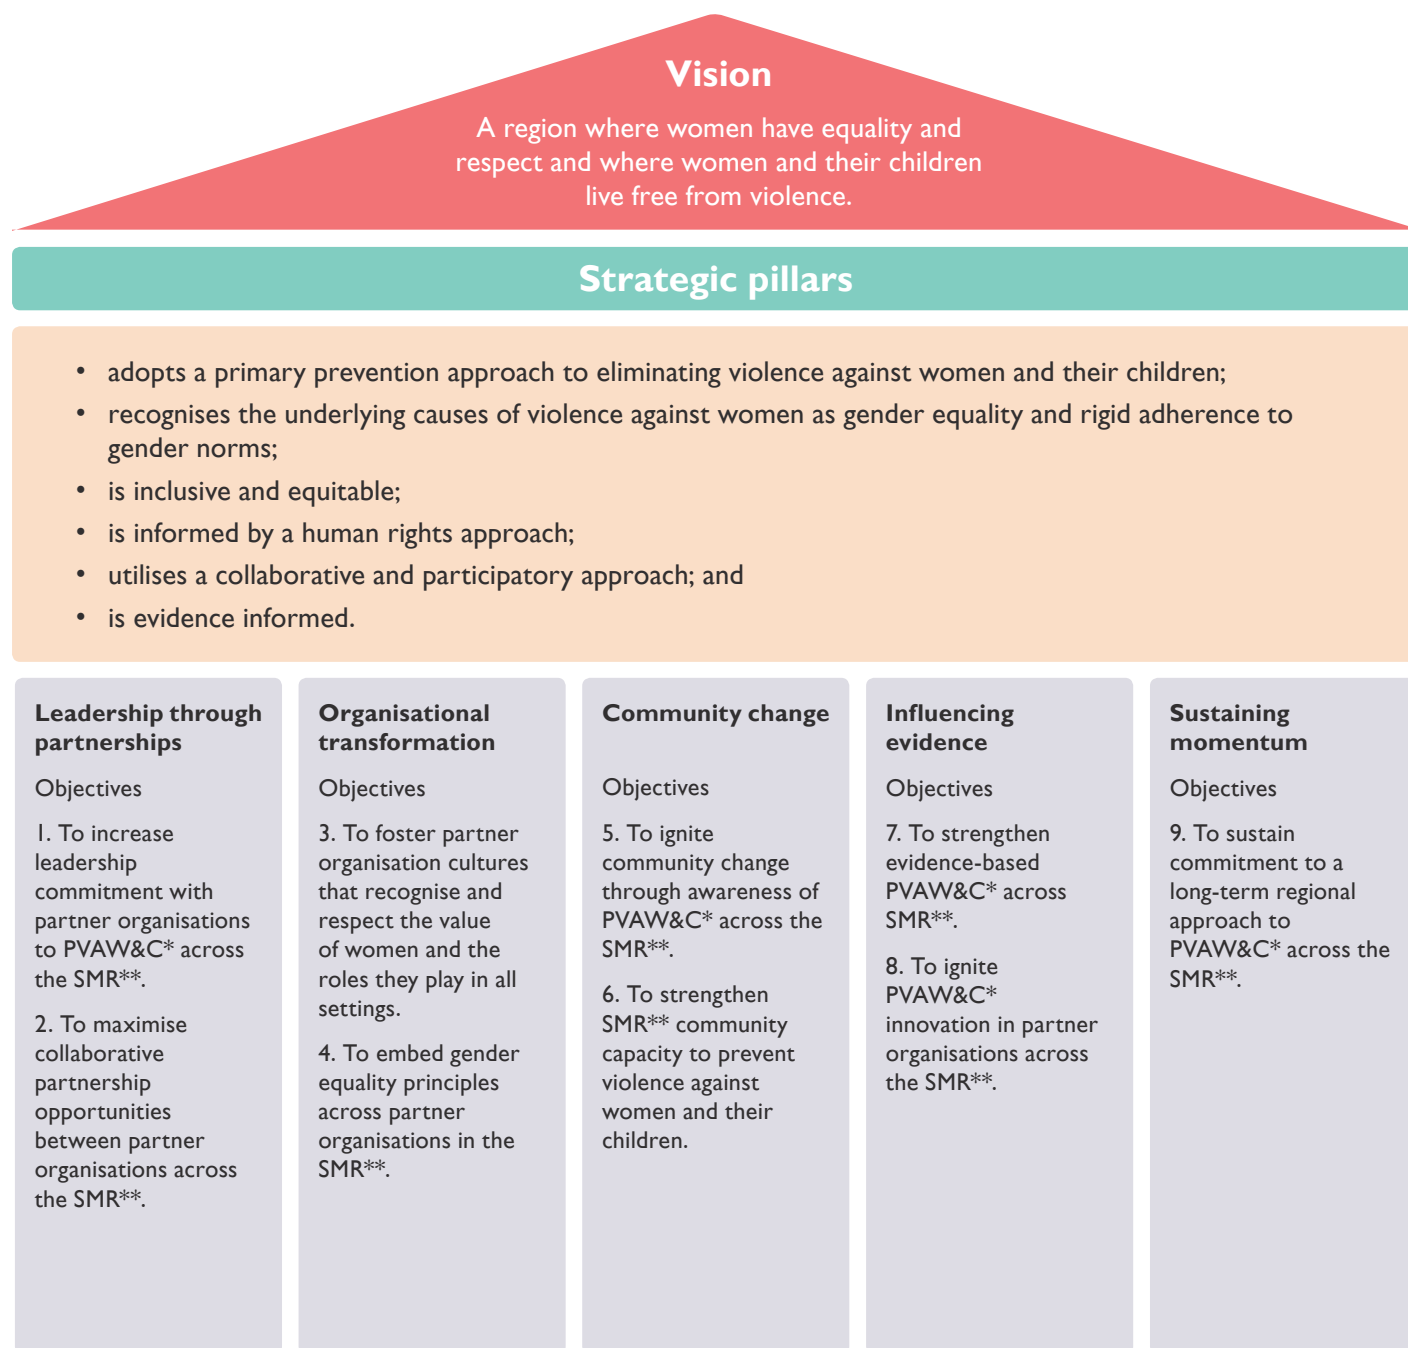 Vision
A region where women have equality and
respect and where women and their children
live free from violence.
Strategic pillars
• adopts a primary prevention approach to eliminating violence against women and their children;
• recognises the underlying causes of violence against women as gender equality and rigid adherence to
gender norms;
• is inclusive and equitable;
• is informed by a human rights approach;
• utilises a collaborative and participatory approach; and
• is evidence informed.
Leadership through
partnerships
Objectives
1. To increase
leadership
commitment with
partner organisations
to PVAW&C* across
the SMR**.
2. To maximise
collaborative
partnership
opportunities
between partner
organisations across
the SMR**.
Organisational
transformation
Objectives
3. To foster partner
organisation cultures
that recognise and
respect the value
of women and the
roles they play in all
settings.
4. To embed gender
equality principles
across partner
organisations in the
SMR**.
Community change
Objectives
5. To ignite
community change
through awareness of
PVAW&C* across the
SMR**.
6. To strengthen
SMR** community
capacity to prevent
violence against
women and their
children.
Influencing
evidence
Objectives
7. To strengthen
evidence-based
PVAW&C* across
SMR**.
8. To ignite
PVAW&C*
innovation in partner
organisations across
the SMR**.
Sustaining
momentum
Objectives
9. To sustain
commitment to a
long-term regional
approach to
PVAW&C* across the
SMR**.